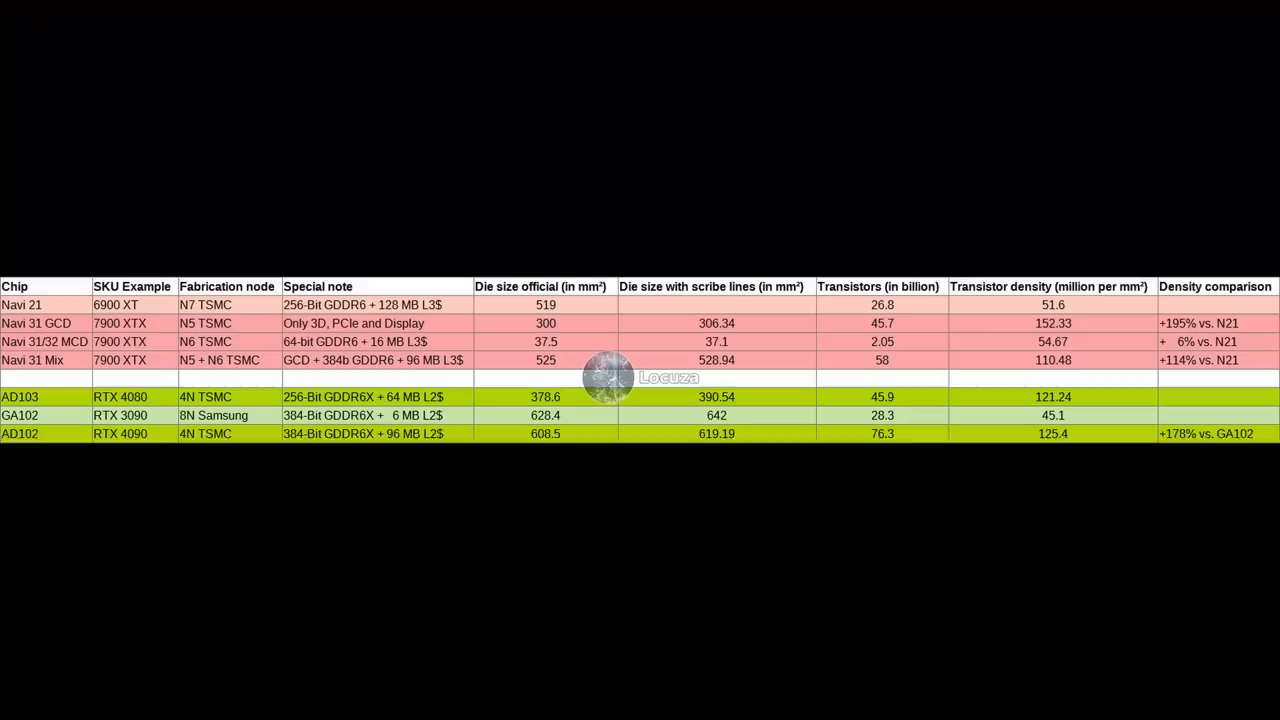 Chip SKU Example Fabrication node Special note Die size official (in mm²) Die size with scribe lines (in mm²) Transistors (in billion) Transistor density (million per mm²) Density comparison
Navi 21 6900 XT N7 TSMC 256-Bit GDDR6 + 128 MB L3$ 519 26.8 51.6
Navi 31 GCD 7900 XTX N5 TSMC Only 3D, PCIe and Display 300 306.34 45.7 152.33 +195% vs. N21
Navi 31/32 MCD 7900 XTX N6 TSMC 64-bit GDDR6 + 16 MB L3$ 37.5 37.1 2.05 54.67 + 6% vs. N21
Navi 31 Mix 7900 XTX N5 + N6 TSMC GCD + 384b GDDR6 + 96 MB L3$ 525 528.94 58 110.48 +114% vs. N21
Locuza
AD103 RTX 4080 4N TSMC 256-Bit GDDR6X + 64 MB L2$ 378.6 390.54 45.9 121.24
GA102 RTX 3090 8N Samsung 384-Bit GDDR6X + 6 MB L2$ 628.4 642 28.3 45.1
AD102 RTX 4090 4N TSMC 384-Bit GDDR6X + 96 MB L2$ 608.5 619.19 76.3 125.4 +178% vs. GA102